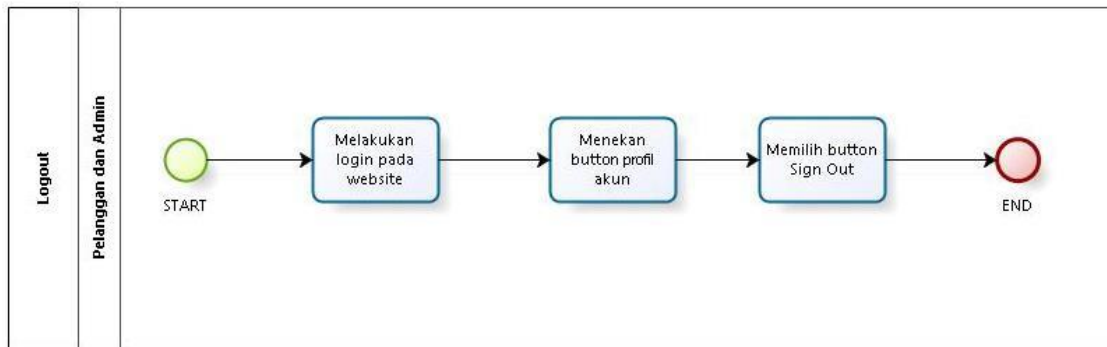 Logout
Pelanggan dan Admin
START
Melakukan
login pada
website
Menekan
button profil
akun
Memilih button
Sign Out
END